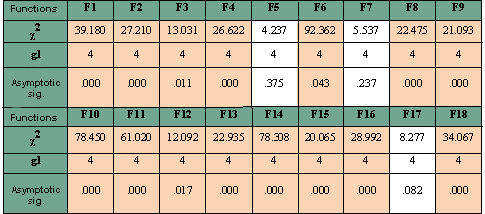 Functions F1 F2 F3 F4 F5 F6 F7 F8 F9
χ2 39.180 27.210 13.031 26.622 4.237 92.362 5.537 22.475 21.093
gl 4 4 4 4 4 4 4 4 4
Asymptotic .000 .000 .011 .000 .375 .043 .237 .000 .000
sig.
Functions F10 F11 F12 F13 F14 F15 F16 F17 F18
χ2 78.450 61.020 12.092 22.935 78.308 20.065 28.992 8.277 34.067
gl 4 4 4 4 4 4 4 4 4
Asymptotic .000 .000 .017 .000 .000 .000 .000 .082 .000
sig.